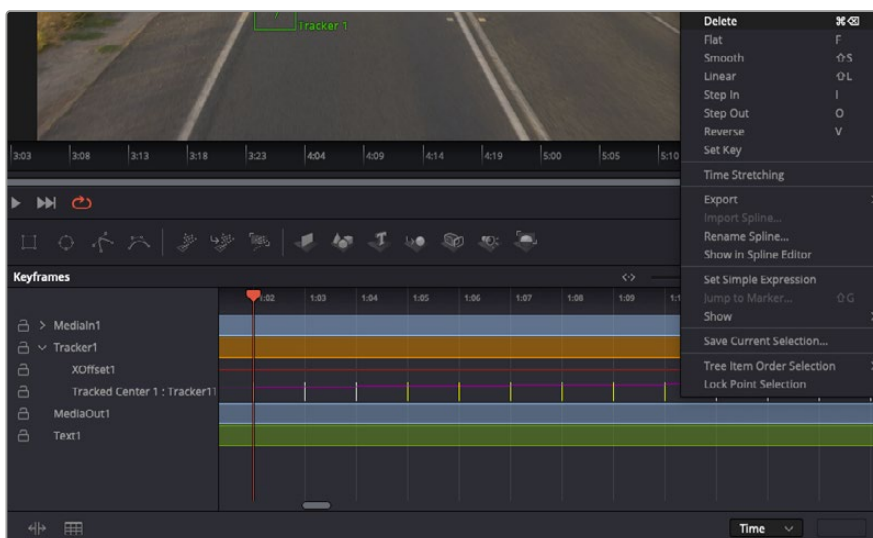 Tracker 1
Delete ⌘⌫
Flat F
Smooth ⇧S
Linear ⇧L
Step In I
Step Out O
Reverse V
Set Key
Time Stretching
Export
Import Spline...
Rename Spline...
Show in Spline Editor
Set Simple Expression
Jump to Marker... ⇧G
Show
Save Current Selection...
Tree Item Order Selection
Lock Point Selection
3:03 3:08 3:13 3:18 3:23 4:04 4:09 4:14 4:19 5:00 5:05 5:10
Keyframes
1:02 1:03 1:04 1:05 1:06 1:07 1:08 1:09
MediaIn1
Tracker1
XOffset1
Tracked Center 1 : Tracker1T
MediaOut1
Text1
Time